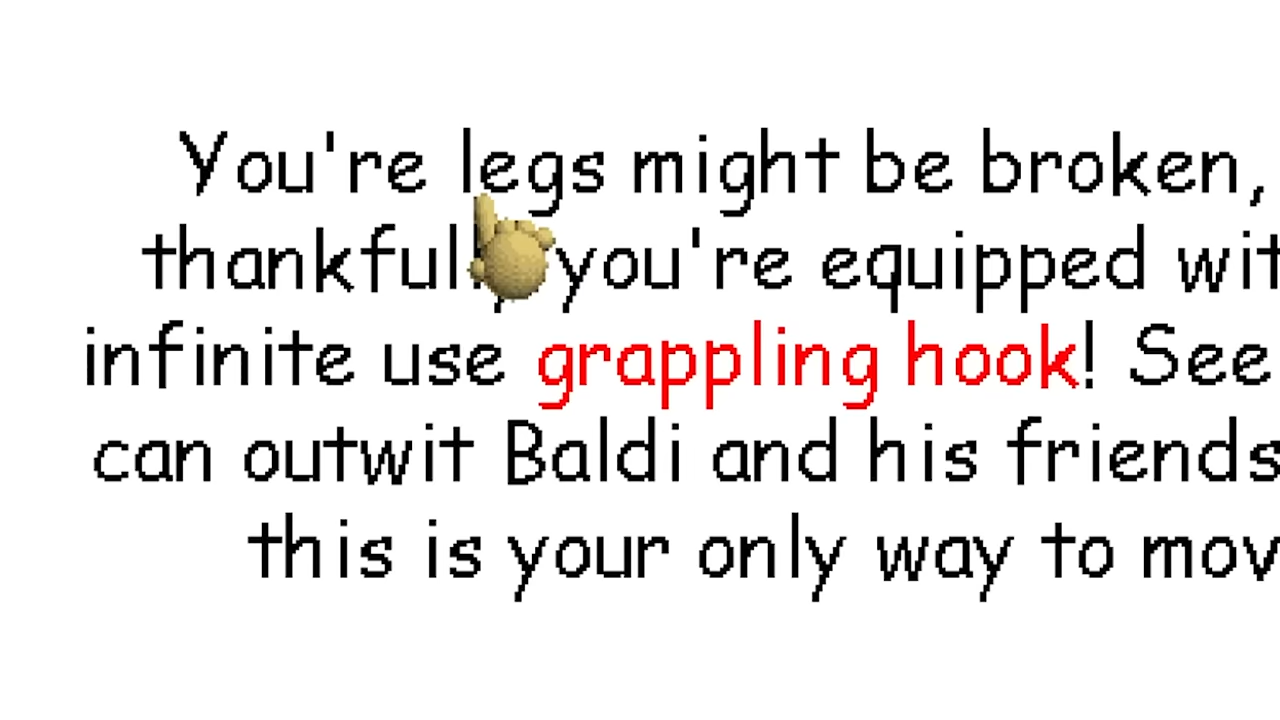 You're legs might be broken,
thankfully, you're equipped wit
infinite use grappling hook! See
can outwit Baldi and his friends
this is your only way to mov